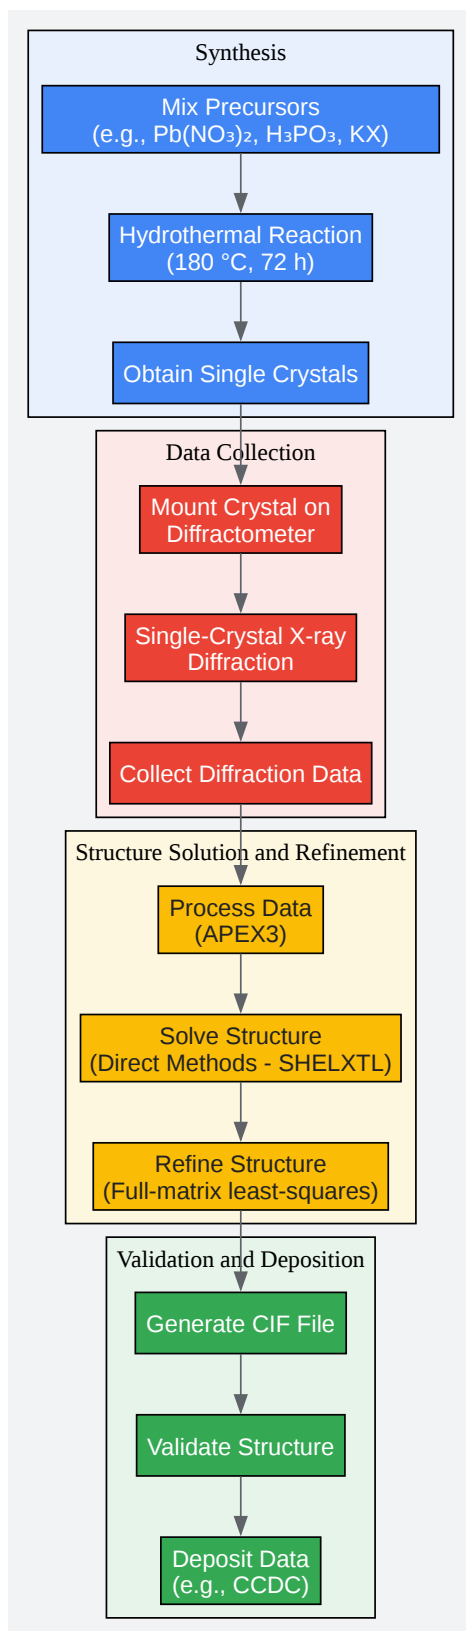 Synthesis
Mix Precursors
(e.g., Pb(NO₃)₂, H₃PO₃, KX)
Hydrothermal Reaction
(180 °C, 72 h)
Obtain Single Crystals
Data Collection
Mount Crystal on
Diffractometer
Single-Crystal X-ray
Diffraction
Collect Diffraction Data
Structure Solution and Refinement
Process Data
(APEX3)
Solve Structure
(Direct Methods - SHELXTL)
Refine Structure
(Full-matrix least-squares)
Validation and Deposition
Generate CIF File
Validate Structure
Deposit Data
(e.g., CCDC)